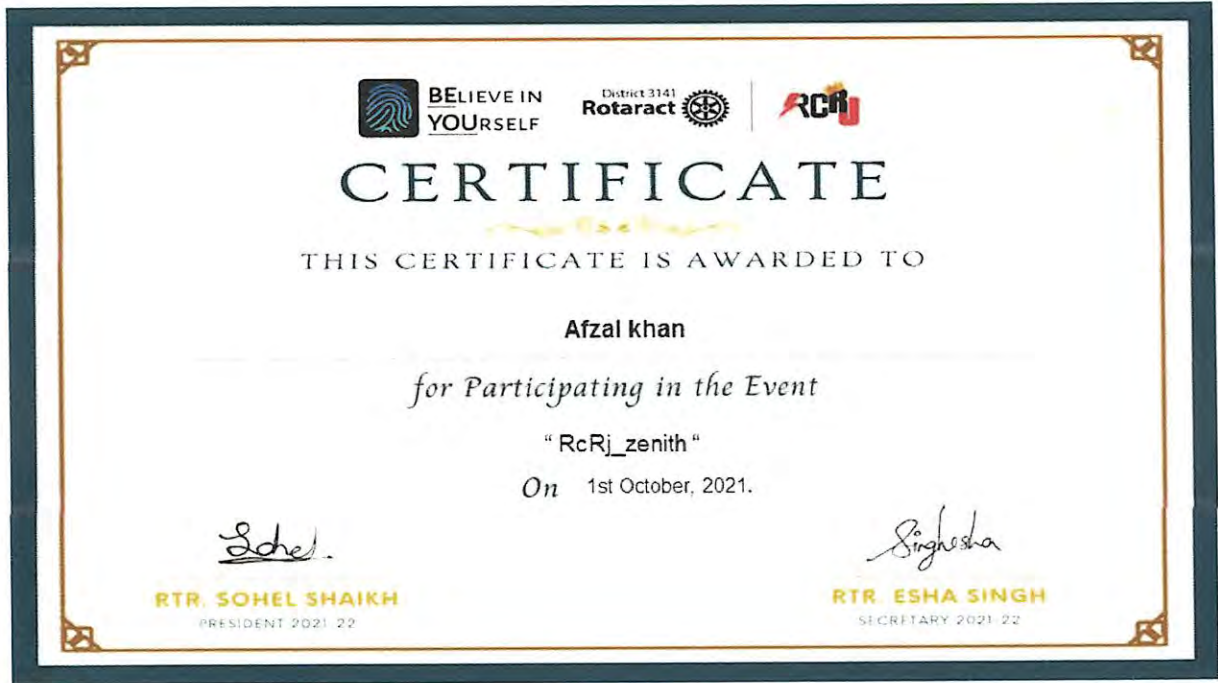 BELIEVE IN
YOURSELF
District 3141
Rotaract
RCRJ
CERTIFICATE
THIS CERTIFICATE IS AWARDED TO
Afzal khan
for Participating in the Event
“ RcRj_zenith “
On 1st October, 2021.
Sohel.
Singhesha
RTR. SOHEL SHAIKH
RTR. ESHA SINGH
PRESIDENT 2021-22
SECRETARY 2021-22